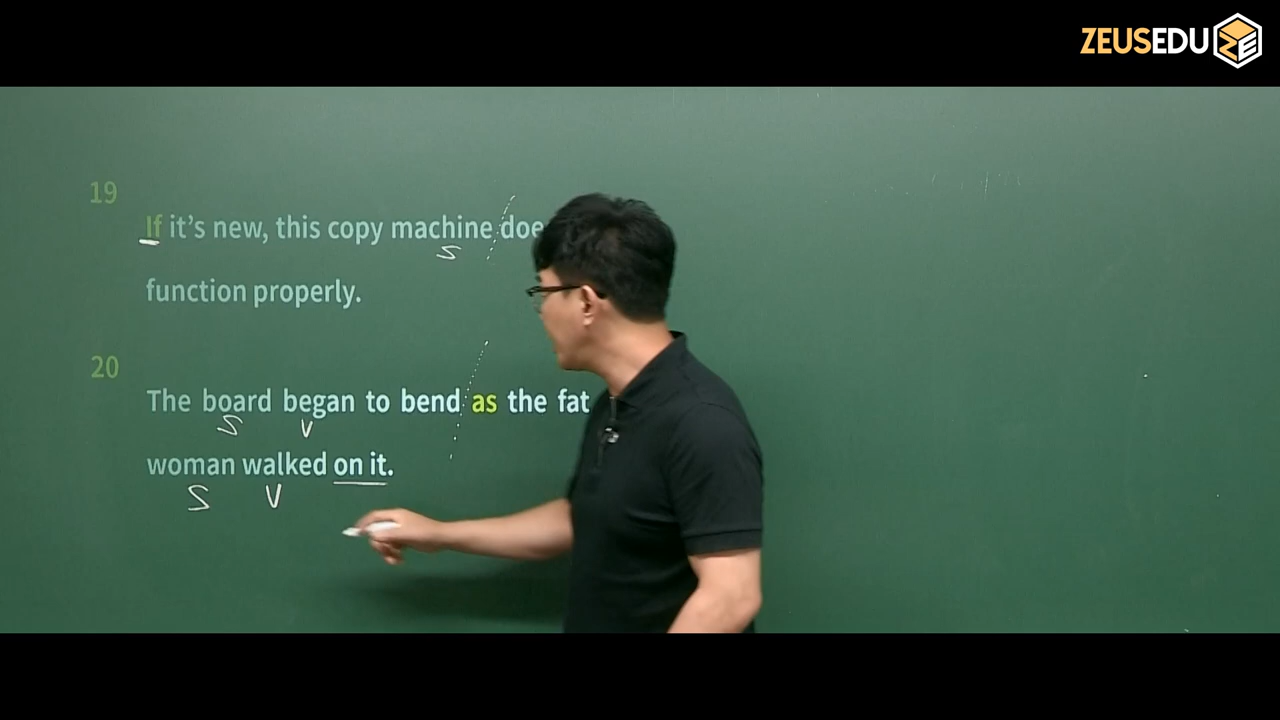 ZEUSEDU
19
If it's new, this copy machine doe
S
function properly.
20
The board began to bend as the fat
S V
woman walked on it.
S V